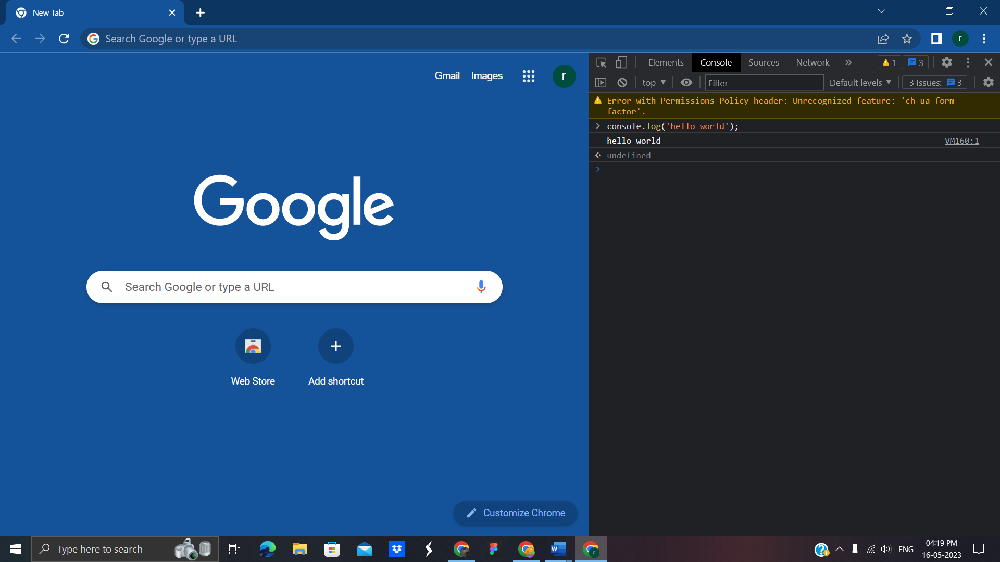 New Tab
Search Google or type a URL
r
Gmail Images r
Google
Search Google or type a URL
Web Store Add shortcut
Customize Chrome
Elements Console Sources Network 1 3
top Filter Default levels 3 Issues: 3
Error with Permissions-Policy header: Unrecognized feature: 'ch-ua-form-
factor'.
console.log('hello world');
hello world VM160:1
undefined
Type here to search
ENG
04:19 PM
16-05-2023